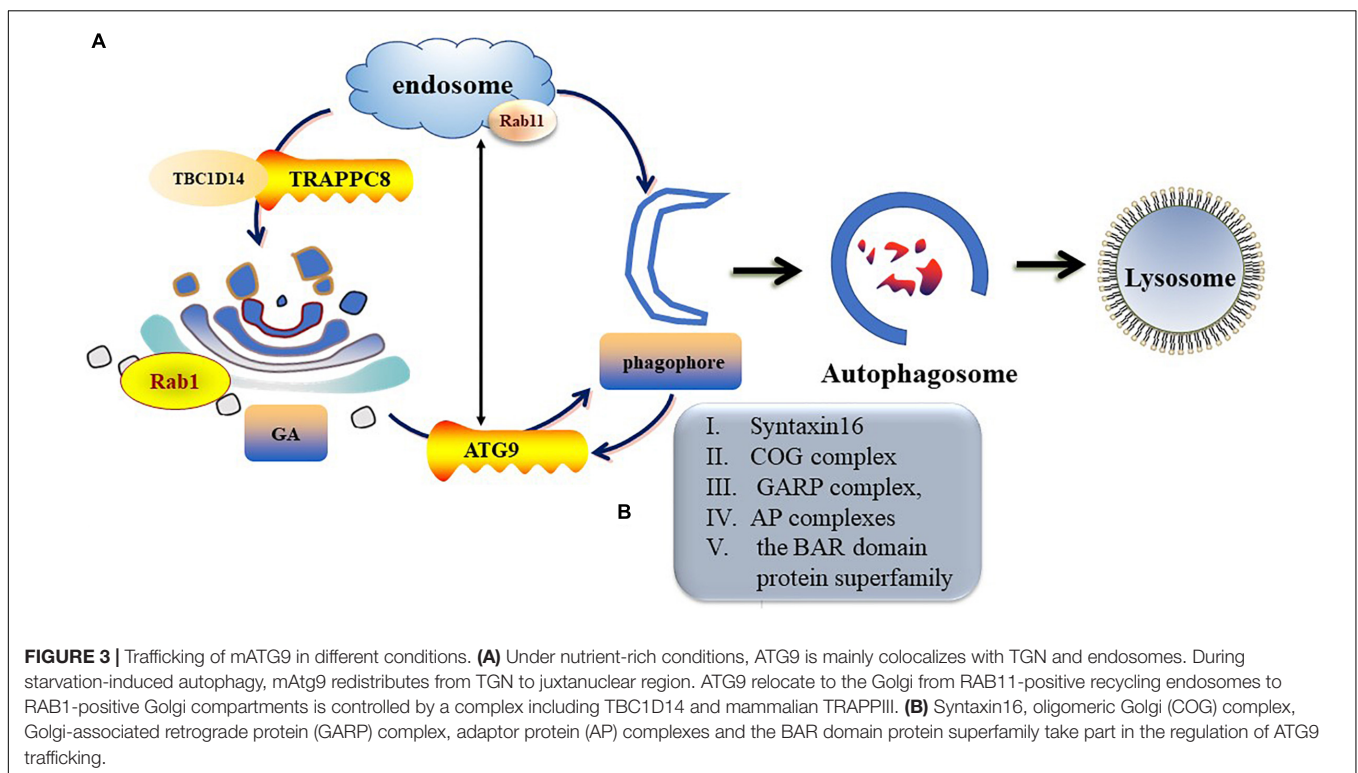 A
endosome
Rab11
TBC1D14
TRAPPC8
Rab1
GA
ATG9
phagophore
Autophagosome
Lysosome
B
I. Syntaxin16
II. COG complex
III. GARP complex,
IV. AP complexes
V. the BAR domain
protein superfamily
FIGURE 3 | Trafficking of mATG9 in different conditions. (A) Under nutrient-rich conditions, ATG9 is mainly colocalizes with TGN and endosomes. During
starvation-induced autophagy, mAtg9 redistributes from TGN to juxtanuclear region. ATG9 relocate to the Golgi from RAB11-positive recycling endosomes to
RAB1-positive Golgi compartments is controlled by a complex including TBC1D14 and mammalian TRAPPIII. (B) Syntaxin16, oligomeric Golgi (COG) complex,
Golgi-associated retrograde protein (GARP) complex, adaptor protein (AP) complexes and the BAR domain protein superfamily take part in the regulation of ATG9
trafficking.